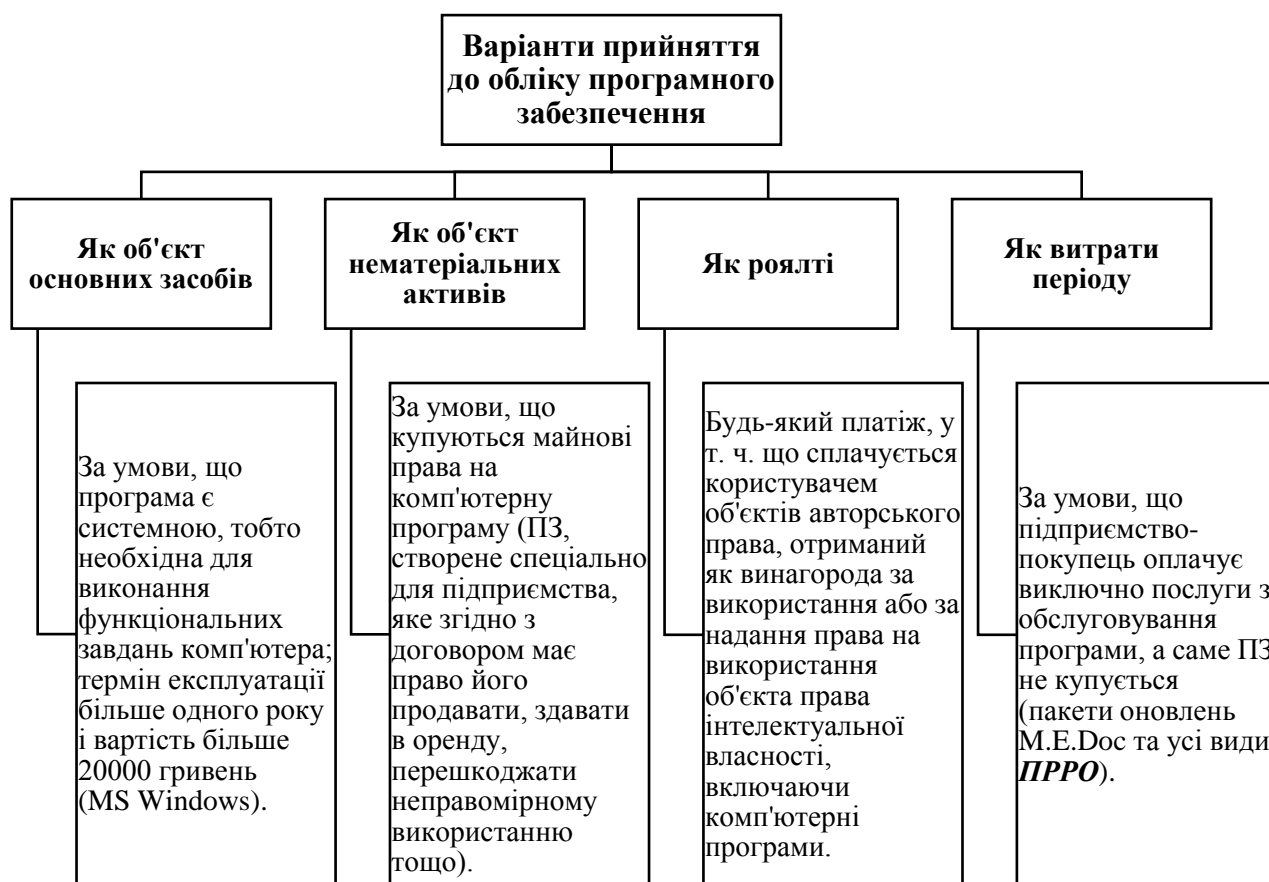 Варіанти прийняття
до обліку програмного
забезпечення
Як об'єкт
основних засобів
Як об'єкт
нематеріальних
активів
Як роялті
Як витрати
періоду
За умови, що
програма є
системною, тобто
необхідна для
виконання
функціональних
завдань комп'ютера;
термін експлуатації
більше одного року
і вартість більше
20000 гривень
(MS Windows).
За умови, що
купуються майнові
права на
комп'ютерну
програму (ПЗ,
створене спеціально
для підприємства,
яке згідно з
договором має
право його
продавати, здавати
в оренду,
перешкоджати
неправомірному
використанню
тощо).
Будь-який платіж, у
т. ч. що сплачується
користувачем
об'єктів авторського
права, отриманий
як винагорода за
використання або за
надання права на
використання
об'єкта права
інтелектуальної
власності,
включаючи
комп'ютерні
програми.
За умови, що
підприємство-
покупець оплачує
виключно послуги з
обслуговування
програми, а саме ПЗ
не купується
(пакети оновлень
M.E.Doc та усі види
ПРРО).